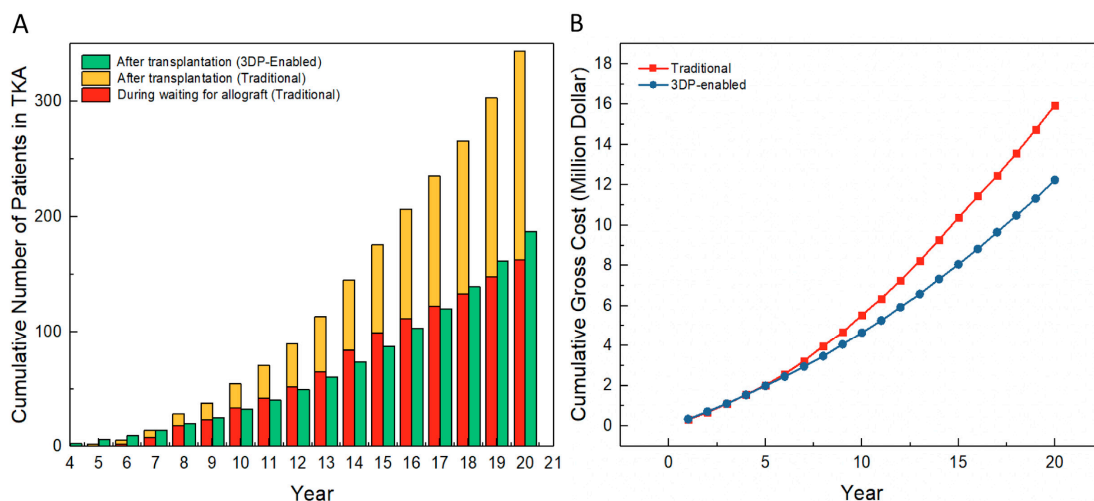 A
After transplantation (3DP-Enabled)
After transplantation (Traditional)
During waiting for allograft (Traditional)
Cumulative Number of Patients in TKA
300
200
100
0
4 5 6 7 8 9 10 11 12 13 14 15 16 17 18 19 20 21
Year
B
Traditional
3DP-enabled
Cumulative Gross Cost (Million Dollar)
18
16
14
12
10
8
6
4
2
0
0 5 10 15 20
Year